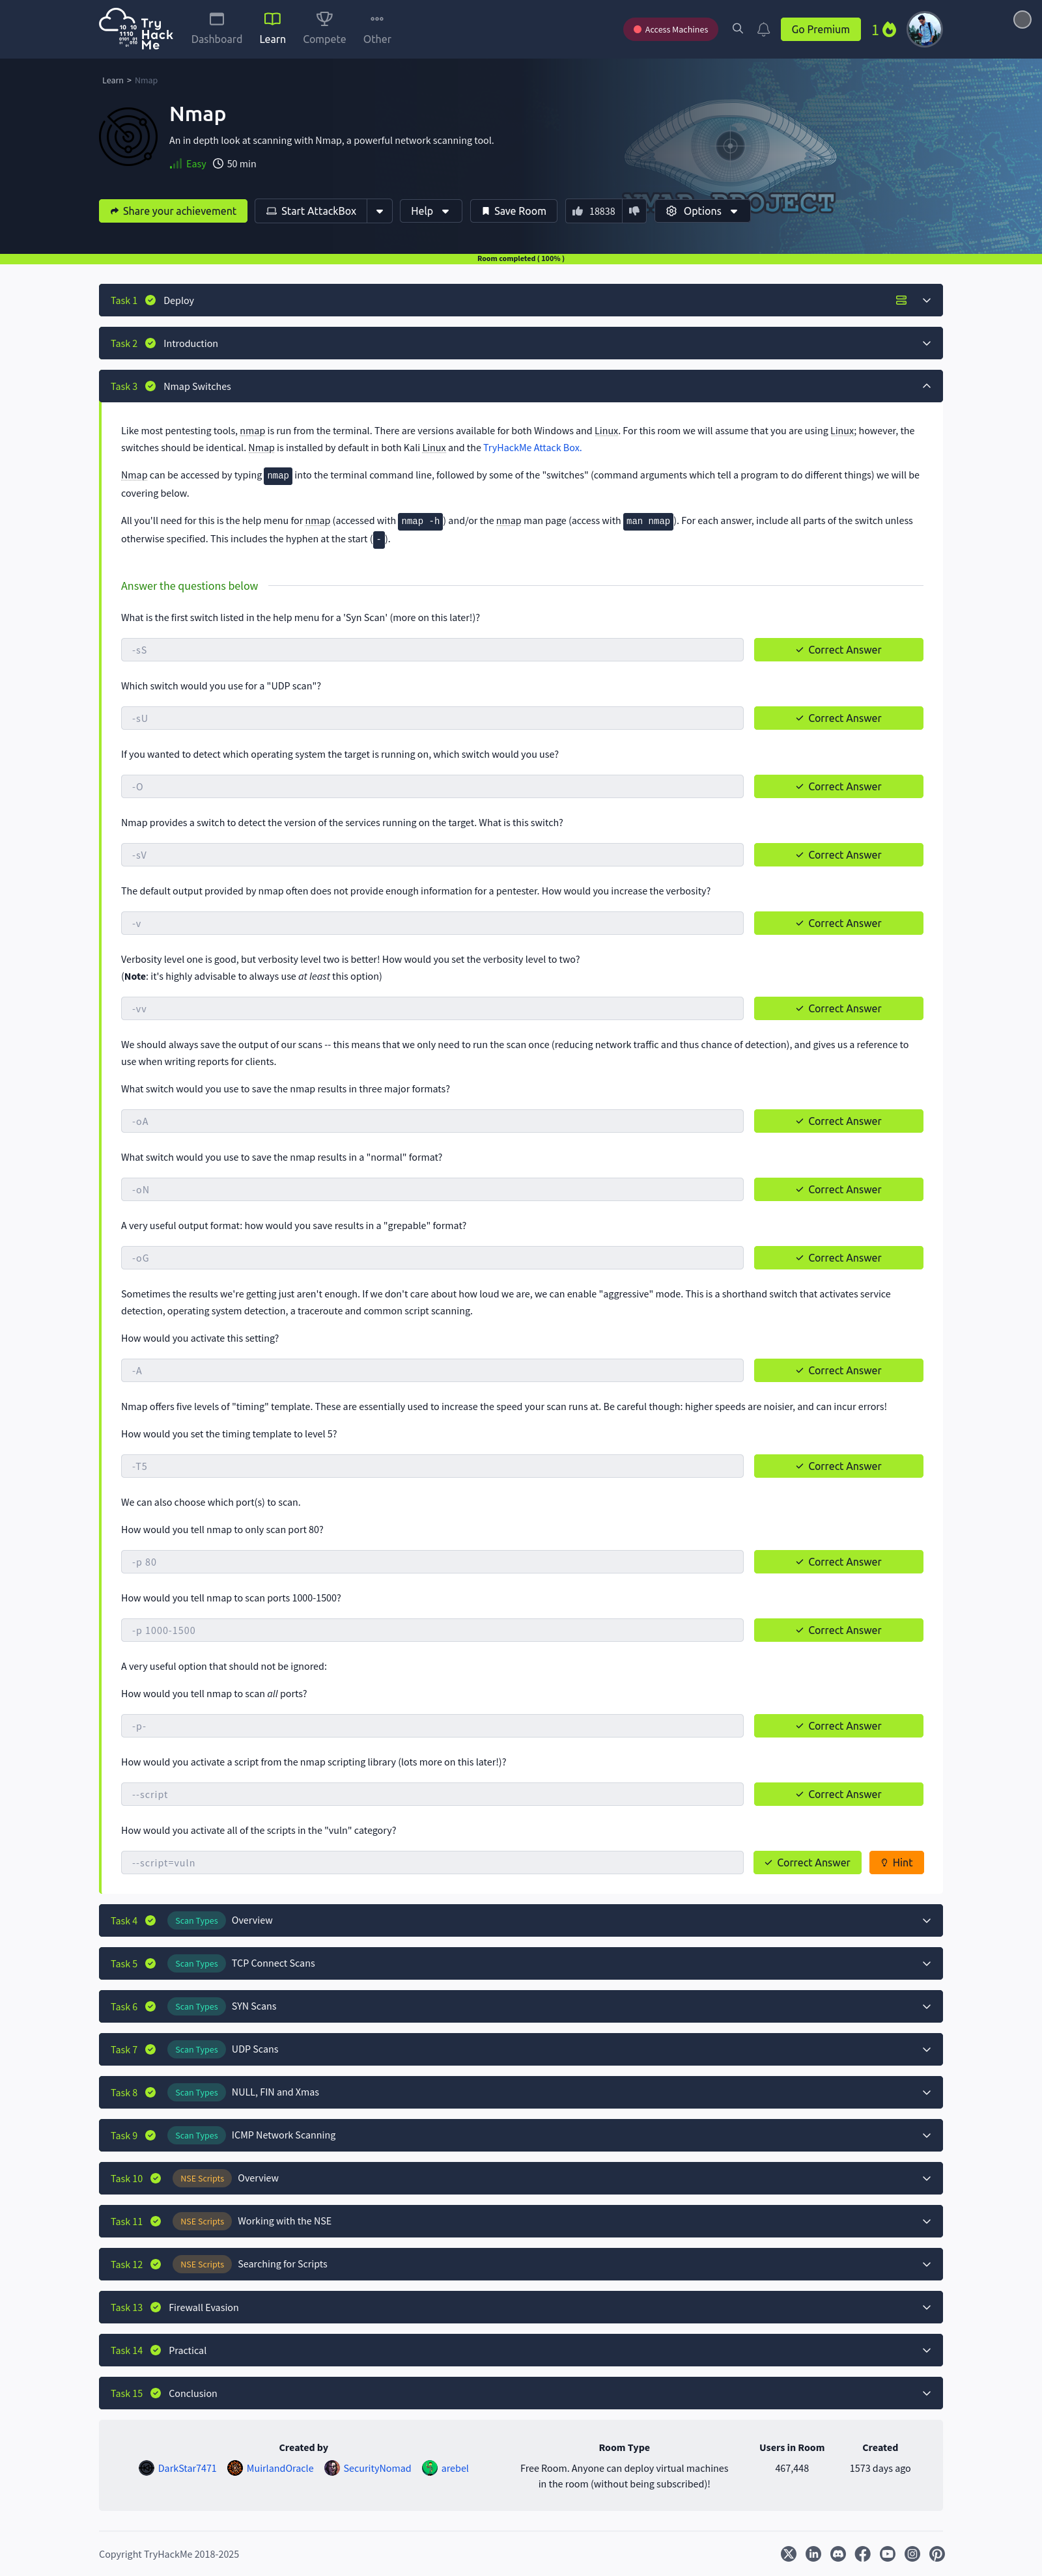 Try
Hack
Me
Dashboard
Learn
Compete
Other
Access Machines
Go Premium
1
Learn > Nmap
Nmap
An in depth look at scanning with Nmap, a powerful network scanning tool.
Easy 50 min
NMAP PROJECT
Share your achievement
Start AttackBox
Help
Save Room
18838
Options
Room completed ( 100% )
Task 1 Deploy
Task 2 Introduction
Task 3 Nmap Switches
Like most pentesting tools, nmap is run from the terminal. There are versions available for both Windows and Linux. For this room we will assume that you are using Linux; however, the
switches should be identical. Nmap is installed by default in both Kali Linux and the TryHackMe Attack Box.
Nmap can be accessed by typing nmap into the terminal command line, followed by some of the "switches" (command arguments which tell a program to do different things) we will be
covering below.
All you'll need for this is the help menu for nmap (accessed with nmap -h) and/or the nmap man page (access with man nmap). For each answer, include all parts of the switch unless
otherwise specified. This includes the hyphen at the start (-).
Answer the questions below
What is the first switch listed in the help menu for a 'Syn Scan' (more on this later!)?
-sS
Correct Answer
Which switch would you use for a "UDP scan"?
-sU
Correct Answer
If you wanted to detect which operating system the target is running on, which switch would you use?
-O
Correct Answer
Nmap provides a switch to detect the version of the services running on the target. What is this switch?
-sV
Correct Answer
The default output provided by nmap often does not provide enough information for a pentester. How would you increase the verbosity?
-v
Correct Answer
Verbosity level one is good, but verbosity level two is better! How would you set the verbosity level to two?
(Note: it's highly advisable to always use at least this option)
-vv
Correct Answer
We should always save the output of our scans -- this means that we only need to run the scan once (reducing network traffic and thus chance of detection), and gives us a reference to
use when writing reports for clients.
What switch would you use to save the nmap results in three major formats?
-oA
Correct Answer
What switch would you use to save the nmap results in a "normal" format?
-oN
Correct Answer
A very useful output format: how would you save results in a "grepable" format?
-oG
Correct Answer
Sometimes the results we're getting just aren't enough. If we don't care about how loud we are, we can enable "aggressive" mode. This is a shorthand switch that activates service
detection, operating system detection, a traceroute and common script scanning.
How would you activate this setting?
-A
Correct Answer
Nmap offers five levels of "timing" template. These are essentially used to increase the speed your scan runs at. Be careful though: higher speeds are noisier, and can incur errors!
How would you set the timing template to level 5?
-T5
Correct Answer
We can also choose which port(s) to scan.
How would you tell nmap to only scan port 80?
-p 80
Correct Answer
How would you tell nmap to scan ports 1000-1500?
-p 1000-1500
Correct Answer
A very useful option that should not be ignored:
How would you tell nmap to scan all ports?
-p-
Correct Answer
How would you activate a script from the nmap scripting library (lots more on this later!)?
--script
Correct Answer
How would you activate all of the scripts in the "vuln" category?
--script=vuln
Correct Answer
Hint
Task 4 Scan Types Overview
Task 5 Scan Types TCP Connect Scans
Task 6 Scan Types SYN Scans
Task 7 Scan Types UDP Scans
Task 8 Scan Types NULL, FIN and Xmas
Task 9 Scan Types ICMP Network Scanning
Task 10 NSE Scripts Overview
Task 11 NSE Scripts Working with the NSE
Task 12 NSE Scripts Searching for Scripts
Task 13 Firewall Evasion
Task 14 Practical
Task 15 Conclusion
Created by
DarkStar7471 MuirlandOracle SecurityNomad arebel
Room Type
Free Room. Anyone can deploy virtual machines
in the room (without being subscribed)!
Users in Room
467,448
Created
1573 days ago
Copyright TryHackMe 2018-2025